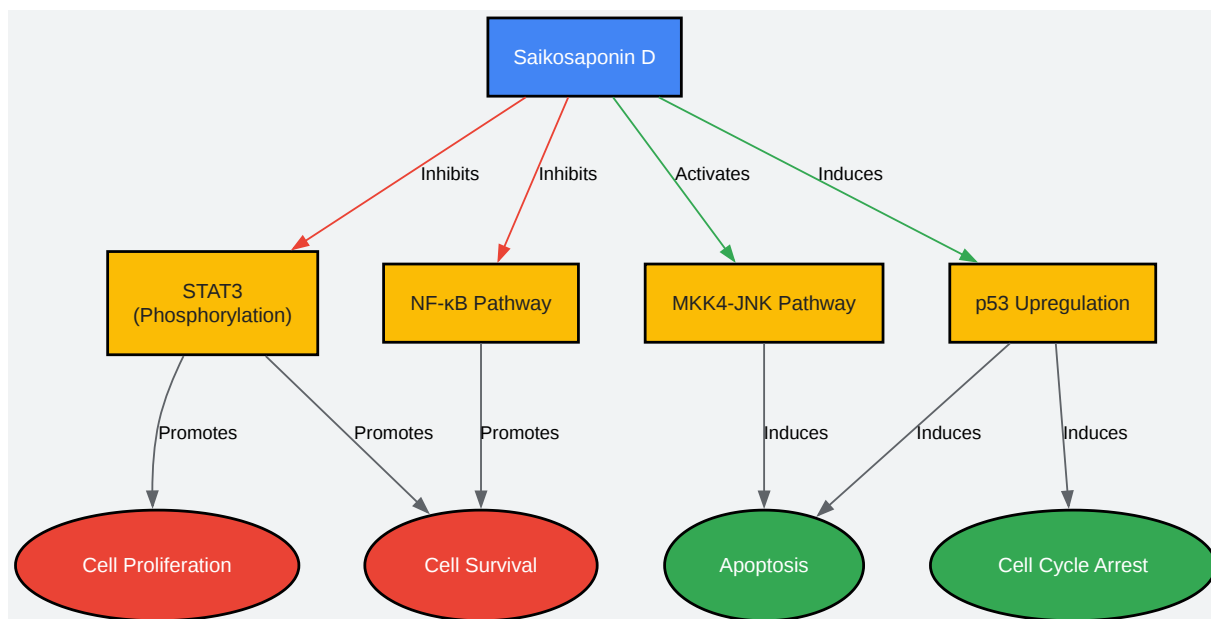 Saikosaponin D
Inhibits
Inhibits
Activates
Induces
STAT3
(Phosphorylation)
NF-κB Pathway
MKK4-JNK Pathway
p53 Upregulation
Promotes
Promotes
Promotes
Induces
Induces
Induces
Cell Proliferation
Cell Survival
Apoptosis
Cell Cycle Arrest